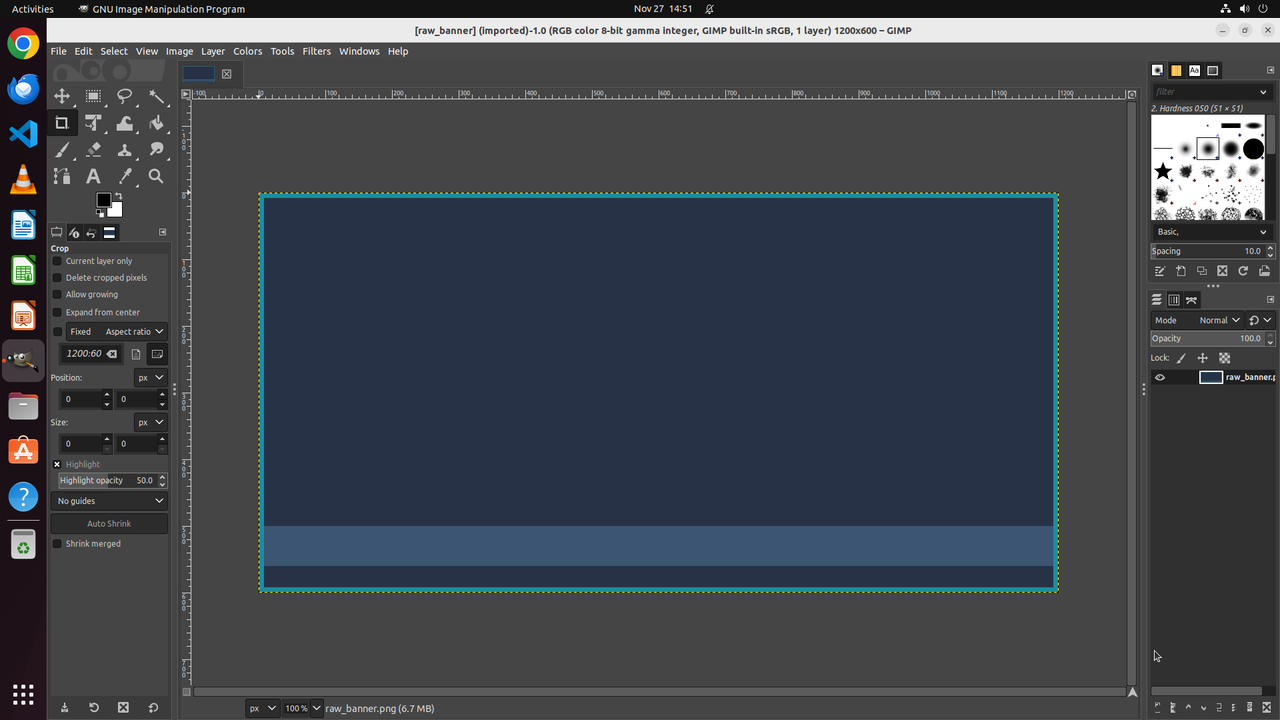 Activities
GNU Image Manipulation Program
Nov 27 14:51
[raw_banner] (imported)-1.0 (RGB color 8-bit gamma integer, GIMP built-in sRGB, 1 layer) 1200x600 – GIMP
File Edit Select View Image Layer Colors Tools Filters Windows Help
filter
2. Hardness 050 (51 × 51)
Basic,
Spacing 10.0
Mode Normal
Opacity 100.0
Lock:
raw_banner.p
Crop
Current layer only
Delete cropped pixels
Allow growing
Expand from center
Fixed Aspect ratio
1200:60
Position: px
0 0
Size: px
0 0
Highlight
Highlight opacity 50.0
No guides
Auto Shrink
Shrink merged
px 100 % raw_banner.png (6.7 MB)